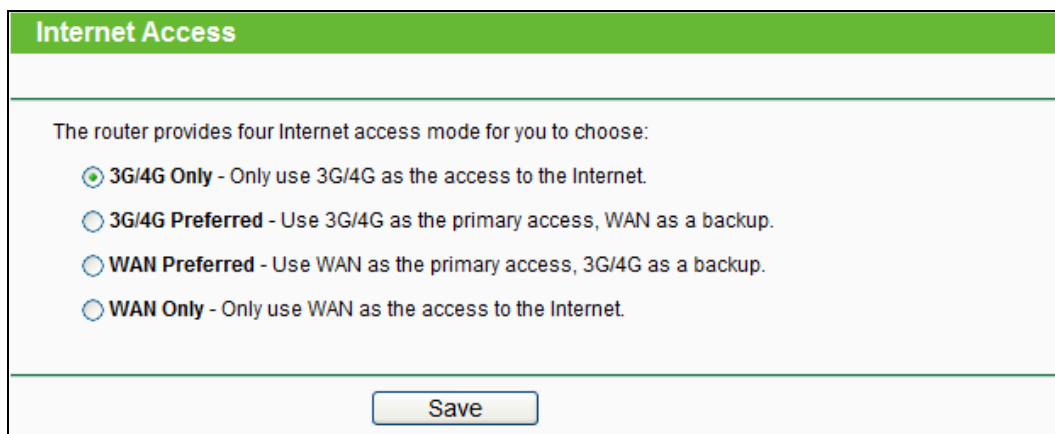 Internet Access
The router provides four Internet access mode for you to choose:
3G/4G Only - Only use 3G/4G as the access to the Internet.
3G/4G Preferred - Use 3G/4G as the primary access, WAN as a backup.
WAN Preferred - Use WAN as the primary access, 3G/4G as a backup.
WAN Only - Only use WAN as the access to the Internet.
Save